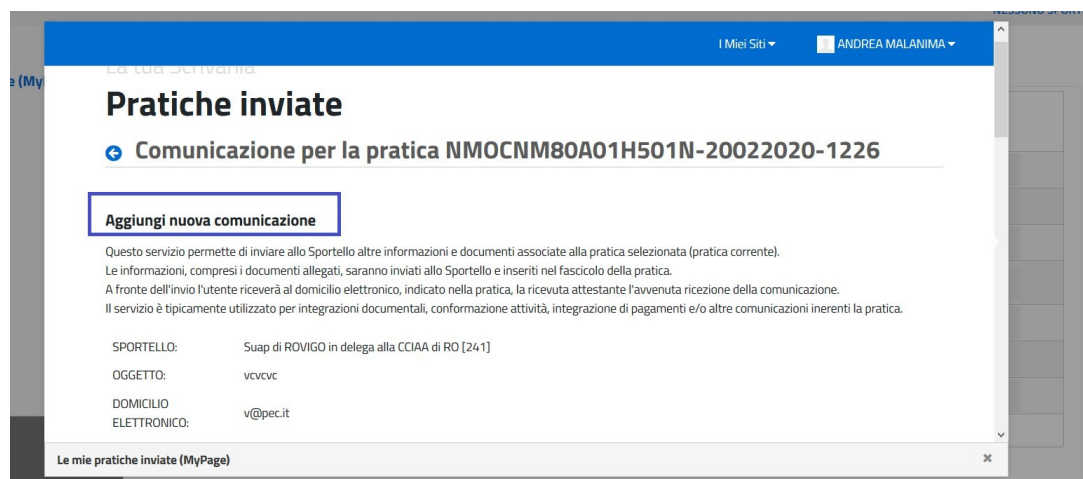 I Miei Siti
ANDREA MALANIMA
La tua Scrivania
Pratiche inviate
Comunicazione per la pratica NMOCNM80A01H501N-20022020-1226
Aggiungi nuova comunicazione
Questo servizio permette di inviare allo Sportello altre informazioni e documenti associate alla pratica selezionata (pratica corrente).
Le informazioni, compresi i documenti allegati, saranno inviati allo Sportello e inseriti nel fascicolo della pratica.
A fronte dell'invio l'utente riceverà al domicilio elettronico, indicato nella pratica, la ricevuta attestante l'avvenuta ricezione della comunicazione.
Il servizio è tipicamente utilizzato per integrazioni documentali, conformazione attività, integrazione di pagamenti e/o altre comunicazioni inerenti la pratica.
SPORTELLO: Suap di ROVIGO in delega alla CCIAA di RO [241]
OGGETTO: vcvcvc
DOMICILIO
ELETTRONICO: v@pec.it
Le mie pratiche inviate (MyPage)